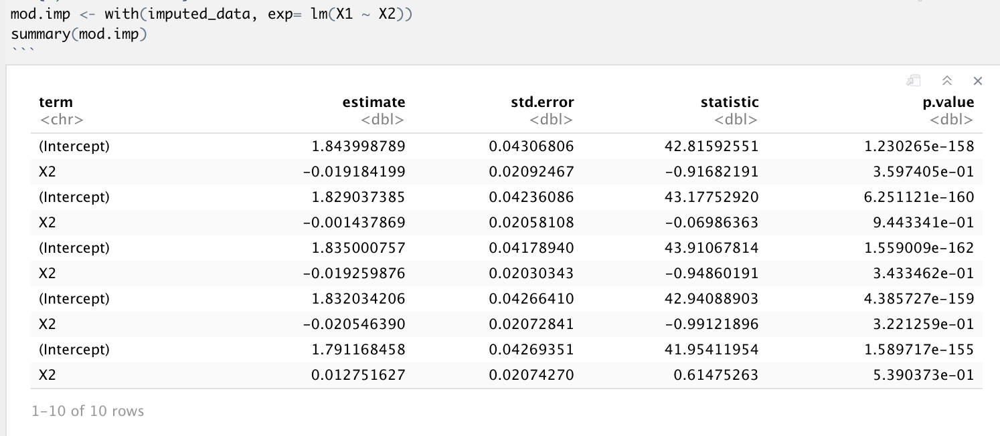 mod.imp <- with(imputed_data, exp= lm(X1 ~ X2))
summary(mod.imp)
```
term estimate std.error statistic p.value
<chr> <dbl> <dbl> <dbl> <dbl>
(Intercept) 1.843998789 0.04306806 42.81592551 1.230265e-158
X2 -0.019184199 0.02092467 -0.91682191 3.597405e-01
(Intercept) 1.829037385 0.04236086 43.17752920 6.251121e-160
X2 -0.001437869 0.02058108 -0.06986363 9.443341e-01
(Intercept) 1.835000757 0.04178940 43.91067814 1.559009e-162
X2 -0.019259876 0.02030343 -0.94860191 3.433462e-01
(Intercept) 1.832034206 0.04266410 42.94088903 4.385727e-159
X2 -0.020546390 0.02072841 -0.99121896 3.221259e-01
(Intercept) 1.791168458 0.04269351 41.95411954 1.589717e-155
X2 0.012751627 0.02074270 0.61475263 5.390373e-01
1-10 of 10 rows